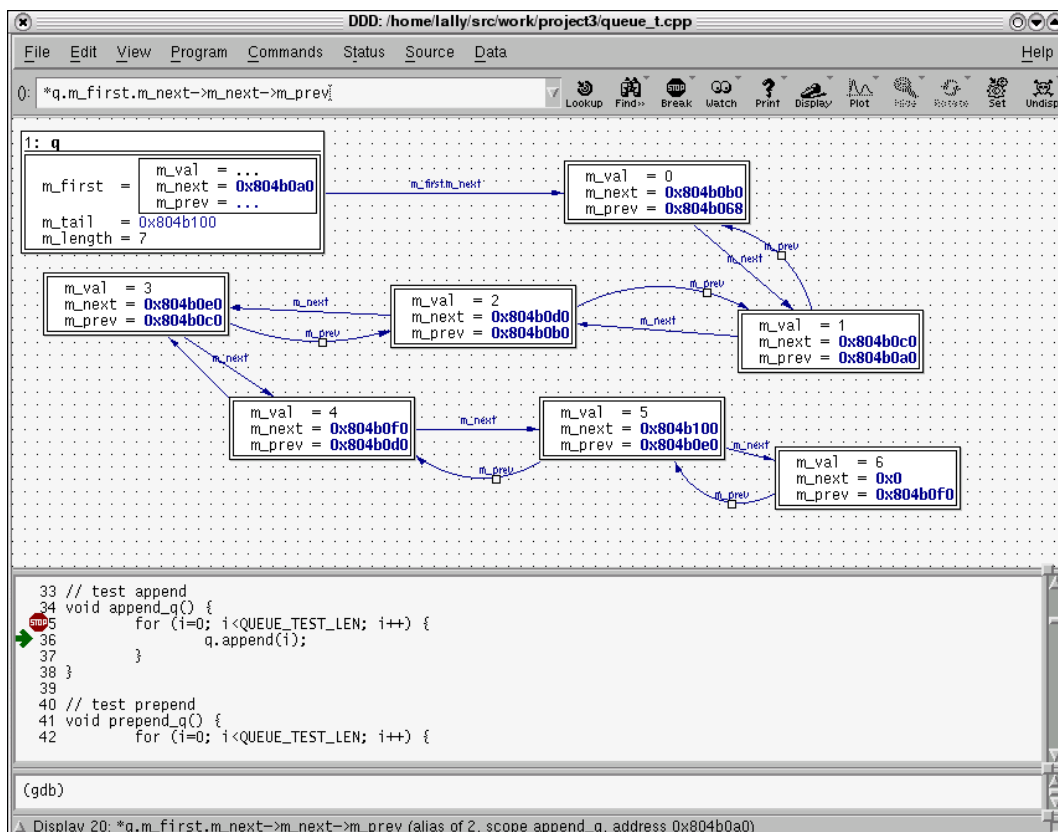 DDD: /home/lally/src/work/project3/queue_t.cpp
File Edit View Program Commands Status Source Data Help
(): *q.m_first.m_next->m_next->m_prev
Lookup Find» Break Watch Print Display Plot Hide Rotate Set Undisp
1: q
m_val = ...
m_first = m_next = 0x804b0a0
m_prev = ...
m_tail = 0x804b100
m_length = 7
m_first.m_next
m_val = 0
m_next = 0x804b0b0
m_prev = 0x804b068
m_prev
m_next
m_val = 3
m_next = 0x804b0e0
m_prev = 0x804b0c0
m_next
m_prev
m_val = 2
m_next = 0x804b0d0
m_prev = 0x804b0b0
m_prev
m_next
m_val = 1
m_next = 0x804b0c0
m_prev = 0x804b0a0
m_next
m_val = 4
m_next = 0x804b0f0
m_prev = 0x804b0d0
m_next
m_prev
m_val = 5
m_next = 0x804b100
m_prev = 0x804b0e0
m_next
m_prev
m_val = 6
m_next = 0x0
m_prev = 0x804b0f0
33 // test append
34 void append_q() {
STOP 5 for (i=0; i<QUEUE_TEST_LEN; i++) {
36 q.append(i);
37 }
38 }
39
40 // test prepend
41 void prepend_q() {
42 for (i=0; i<QUEUE_TEST_LEN; i++) {
(gdb)
Display 20: *q.m_first.m_next->m_next->m_prev (alias of 2, scope append_q, address 0x804b0a0)